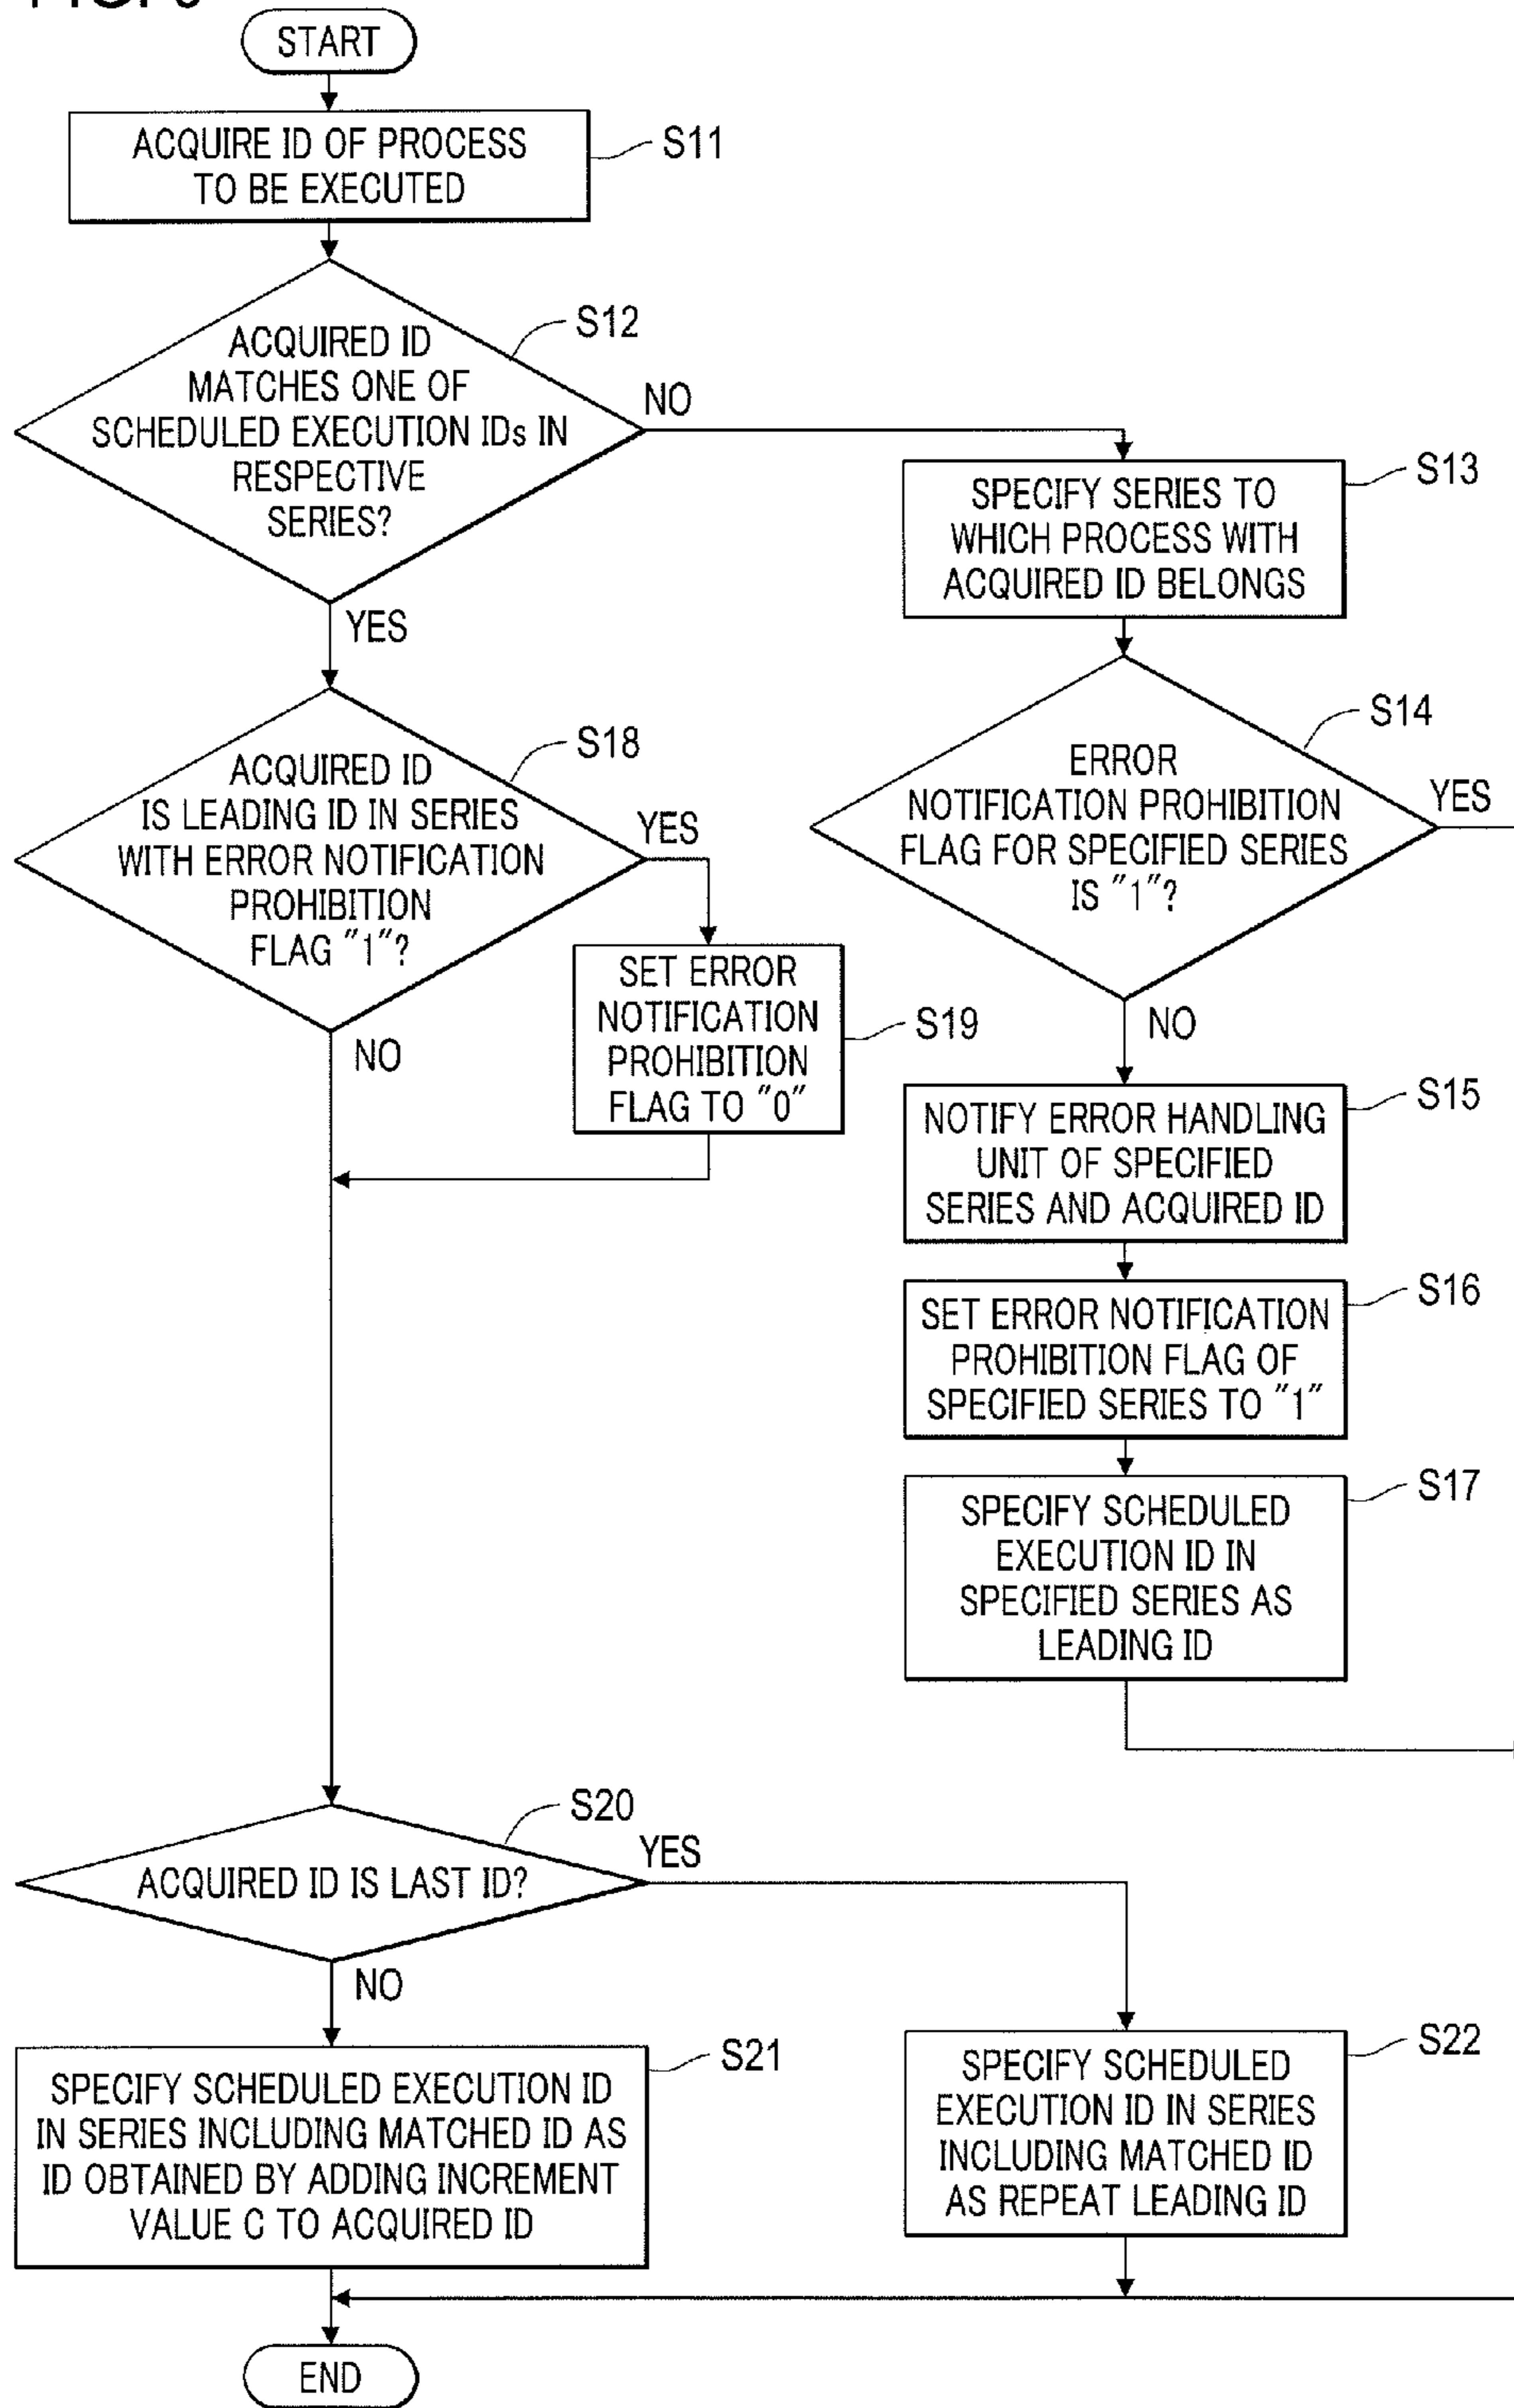 START
ACQUIRE ID OF PROCESS
TO BE EXECUTED
S11
ACQUIRED ID
MATCHES ONE OF
SCHEDULED EXECUTION IDs IN
RESPECTIVE
SERIES?
S12
NO
YES
SPECIFY SERIES TO
WHICH PROCESS WITH
ACQUIRED ID BELONGS
S13
ERROR
NOTIFICATION PROHIBITION
FLAG FOR SPECIFIED SERIES
IS "1"?
S14
YES
NO
ACQUIRED ID
IS LEADING ID IN SERIES
WITH ERROR NOTIFICATION
PROHIBITION
FLAG "1"?
S18
YES
NO
SET ERROR
NOTIFICATION
PROHIBITION
FLAG TO "0"
S19
NOTIFY ERROR HANDLING
UNIT OF SPECIFIED
SERIES AND ACQUIRED ID
S15
SET ERROR NOTIFICATION
PROHIBITION FLAG OF
SPECIFIED SERIES TO "1"
S16
SPECIFY SCHEDULED
EXECUTION ID IN
SPECIFIED SERIES AS
LEADING ID
S17
ACQUIRED ID IS LAST ID?
S20
YES
NO
SPECIFY SCHEDULED EXECUTION ID
IN SERIES INCLUDING MATCHED ID AS
ID OBTAINED BY ADDING INCREMENT
VALUE C TO ACQUIRED ID
S21
SPECIFY SCHEDULED
EXECUTION ID IN SERIES
INCLUDING MATCHED ID
AS REPEAT LEADING ID
S22
END